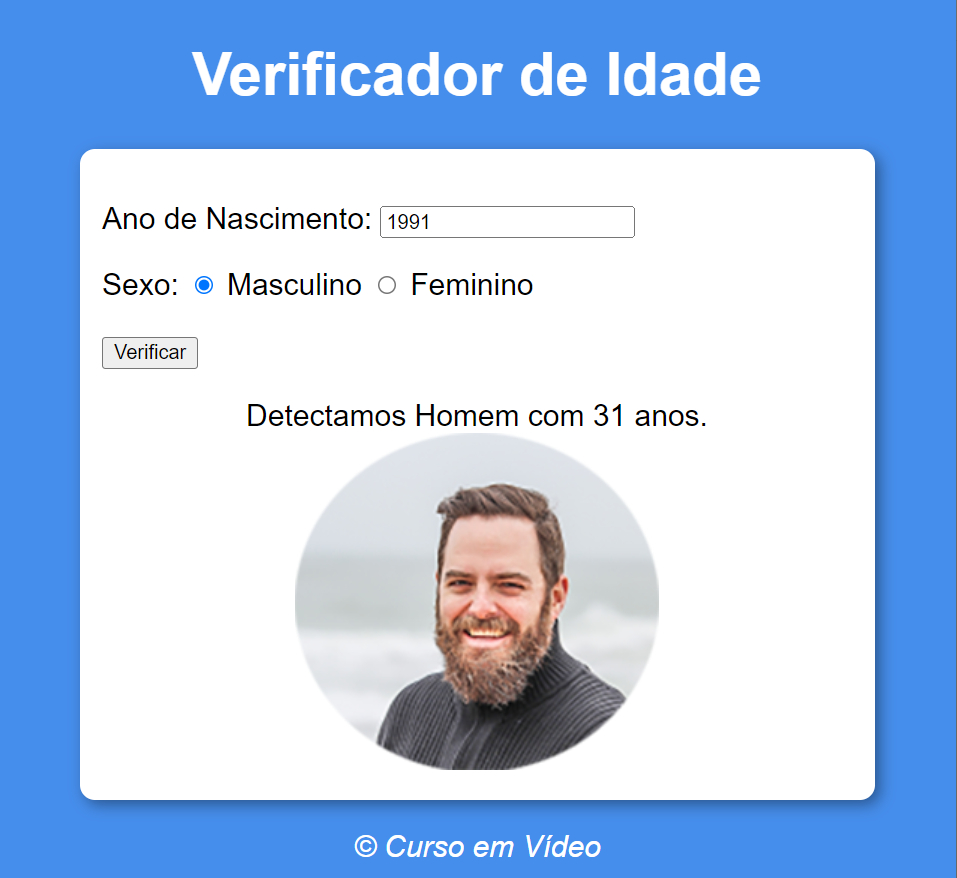 Verificador de Idade
Ano de Nascimento: 1991
Sexo: Masculino Feminino
Verificar
Detectamos Homem com 31 anos.
© Curso em Vídeo